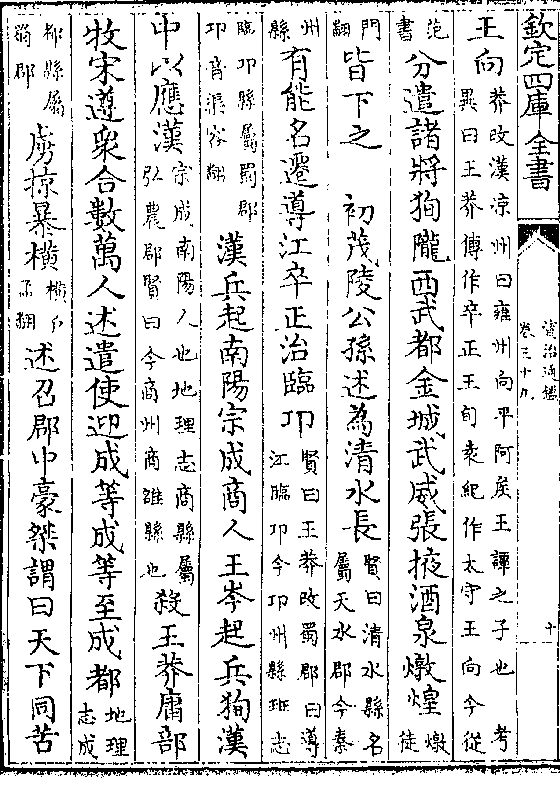 欽定四庫全書
資治通鑑
卷三十九
十
王向莽改漢涼州曰雍州向平阿侯王譚之子也考
異曰王莽傳作卒正王旬袁紀作太守王向今從
范
書分遣諸將狥隴西武都金城武威張掖酒泉燉煌燉
徒
門
翻皆下之 初茂陵公孫述為清水長賢曰清水縣名
屬天水郡今秦
州
縣有能名遷導江卒正治臨卭賢曰王莽改蜀郡曰導
江臨卭今卭州縣班志
臨卭縣屬蜀郡
卭音渠容翻漢兵起南陽宗成商人王岑起兵狥漢
中以應漢宗成南陽人也地理志商縣屬
弘農郡賢曰今商州商雒縣也殺王莽庸部
牧宋遵衆合數萬人述遣使迎成等成等至成都地理
志成
都縣屬
蜀郡虜掠暴橫橫戶
孟翻述召郡中豪桀謂曰天下同苦